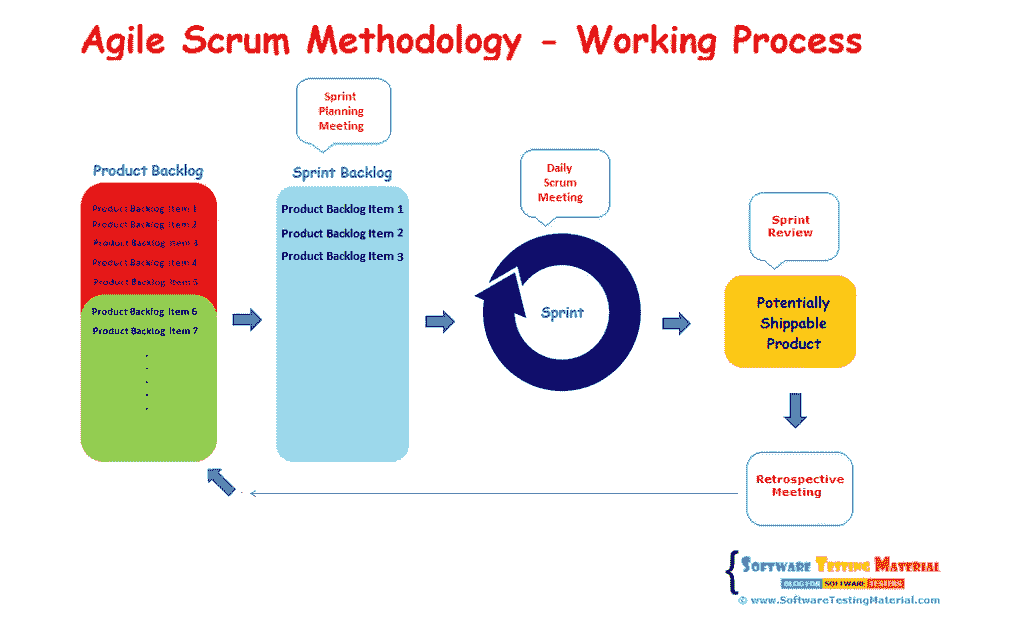 Agile Scrum Methodology - Working Process
Sprint
Planning
Meeting
Product Backlog
Product Backlog Item 1
Product Backlog Item 2
Product Backlog Item 3
Product Backlog Item 4
Product Backlog Item 5
Product Backlog Item 6
Product Backlog Item 7
Sprint Backlog
Product Backlog Item 1
Product Backlog Item 2
Product Backlog Item 3
Daily
Scrum
Meeting
Sprint
Sprint
Review
Potentially
Shippable
Product
Retrospective
Meeting
Software Testing Material
BLOG FOR SOFTWARE TESTERS
© www.SoftwareTestingMaterial.com